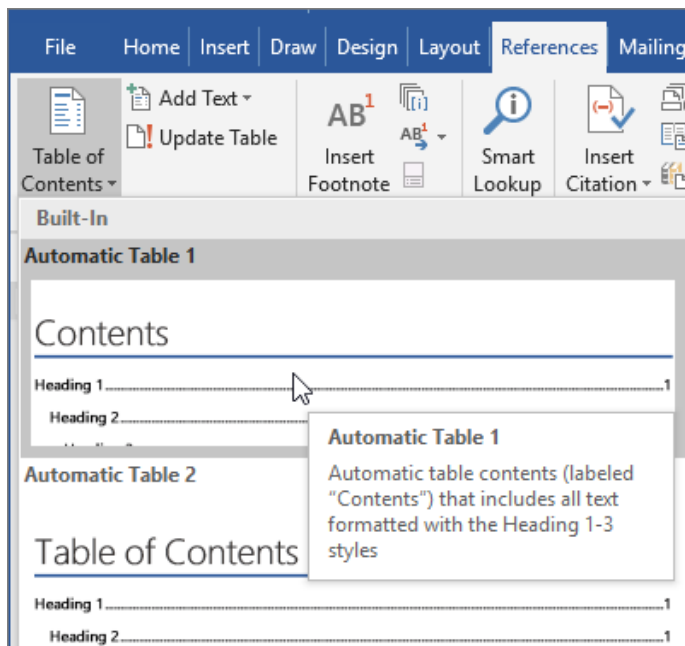 File Home Insert Draw Design Layout References Mailing
Add Text
Update Table
Table of
Contents
AB1
[i]
AB1
Insert
Footnote
Smart
Lookup
(-)
Insert
Citation
Built-In
Automatic Table 1
Contents
Heading 1 1
Heading 2
Automatic Table 1
Automatic table contents (labeled
“Contents”) that includes all text
formatted with the Heading 1-3
styles
Automatic Table 2
Table of Contents
Heading 1 1
Heading 2 1